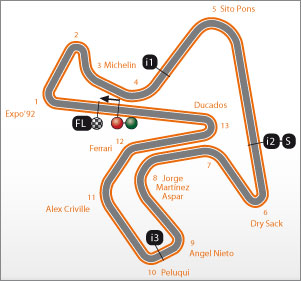 5 Sito Pons
2
3 Michelin
i1
4
1
Expo'92
FL
Ducados
13
12
Ferrari
i2
S
7
8
Jorge
Martínez
Aspar
11
Alex Criville
6
Dry Sack
i3
9
Angel Nieto
10 Peluqui